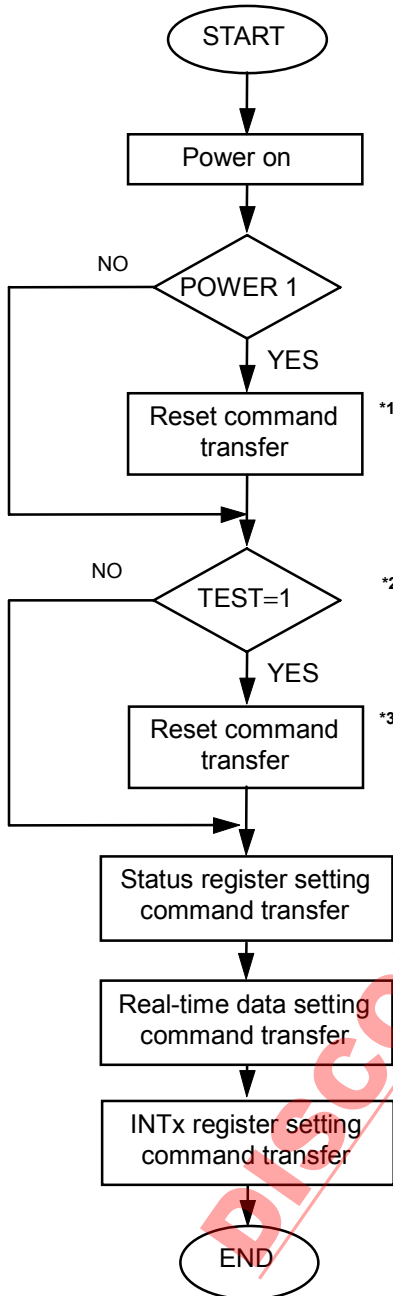 START
Power on
NO
POWER 1
YES
Reset command
transfer
*1
NO
TEST=1
*2
YES
Reset command
transfer
*3
Status register setting
command transfer
Real-time data setting
command transfer
INTx register setting
command transfer
END
DISCO